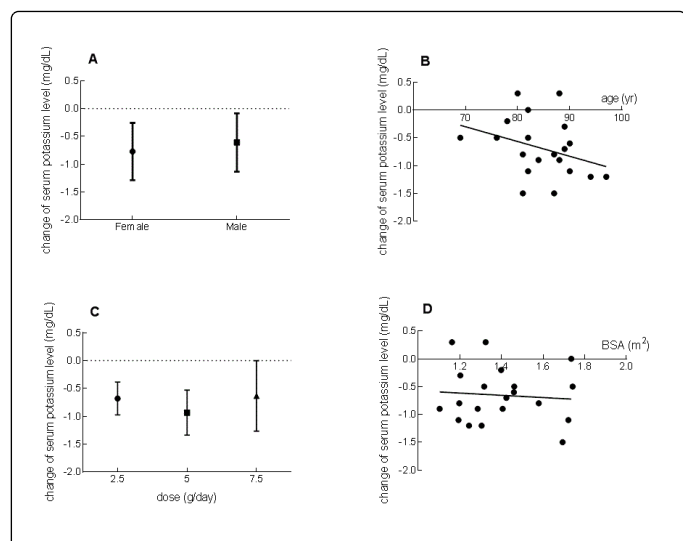 A
change of serum potassium level (mg/dL)
0.5
0.0
-0.5
-1.0
-1.5
-2.0
Female
Male
B
change of serum potassium level (mg/dL)
age (yr)
0.5
0.0
-0.5
-1.0
-1.5
-2.0
70
80
90
100
C
change of serum potassium level (mg/dL)
0.5
0.0
-0.5
-1.0
-1.5
-2.0
2.5
5
7.5
dose (g/day)
D
change of serum potassium level (mg/dL)
BSA (m²)
0.5
0.0
-0.5
-1.0
-1.5
-2.0
1.2
1.4
1.6
1.8
2.0